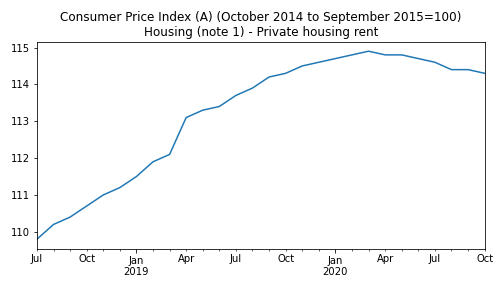 Consumer Price Index (A) (October 2014 to September 2015=100)
Housing (note 1) - Private housing rent
115
114
113
112
111
110
Jul Oct Jan Apr Jul Oct Jan Apr Jul Oct
2019 2020